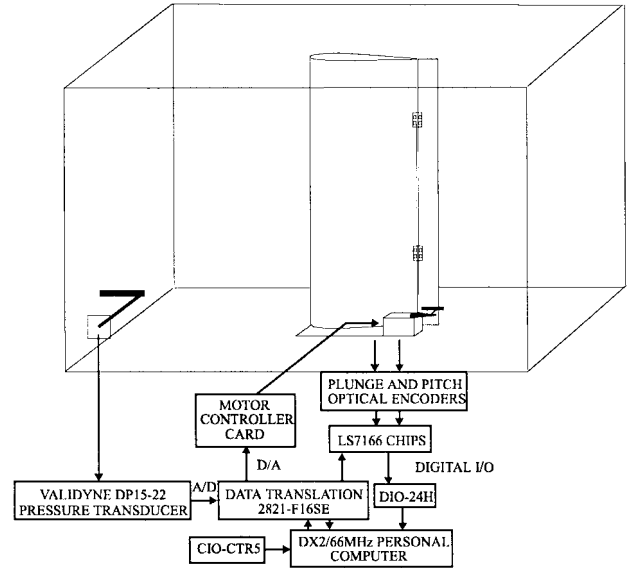 PLUNGE AND PITCH
OPTICAL ENCODERS
MOTOR
CONTROLLER
CARD
LS7166 CHIPS
D/A
DIGITAL I/O
A/D
VALIDYNE DP15-22
PRESSURE TRANSDUCER
DATA TRANSLATION
2821-F16SE
DIO-24H
CIO-CTR5
DX2/66MHz PERSONAL
COMPUTER